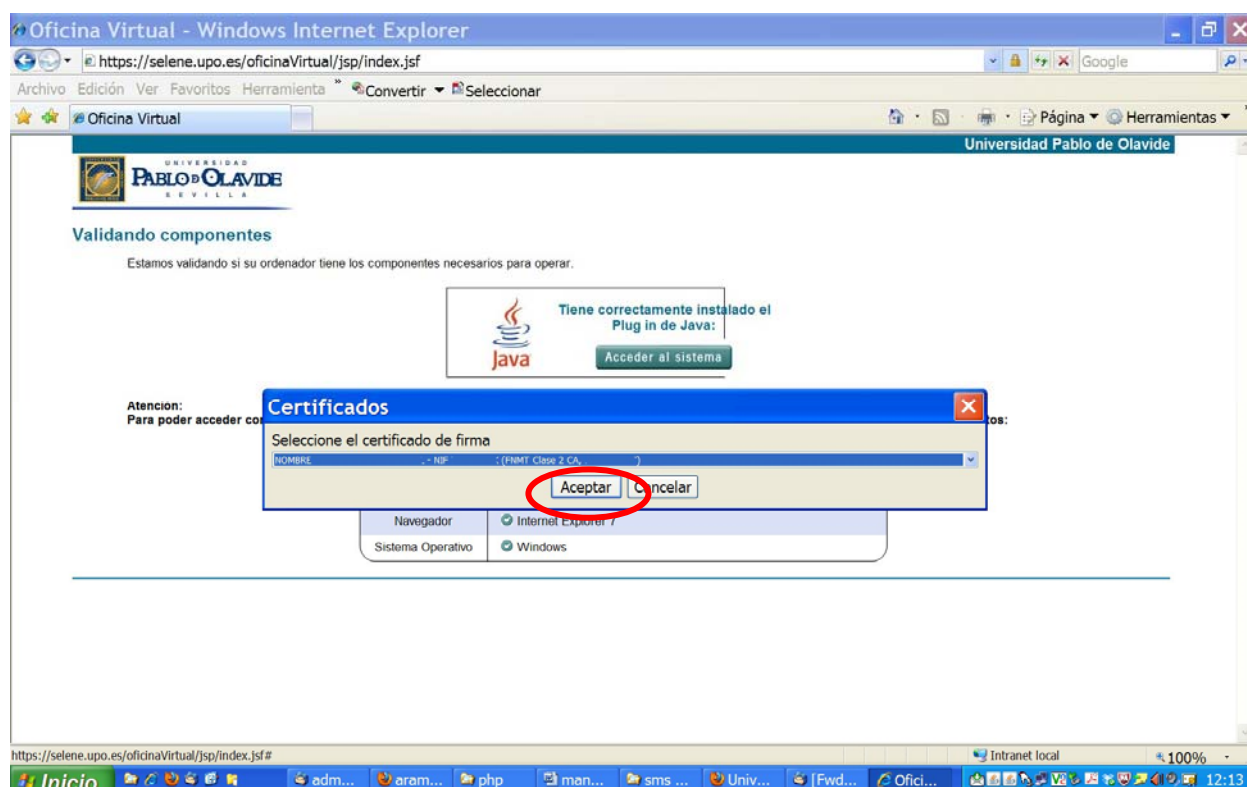 Oficina Virtual - Windows Internet Explorer
https://selene.upo.es/oficinaVirtual/jsp/index.jsf
Google
Archivo Edición Ver Favoritos Herramienta » Convertir Seleccionar
Oficina Virtual
Página Herramientas
Universidad Pablo de Olavide
UNIVERSIDAD
PABLO DE OLAVIDE
SEVILLA
Validando componentes
Estamos validando si su ordenador tiene los componentes necesarios para operar.
Tiene correctamente instalado el
Plug in de Java:
Java
Acceder al sistema
Atención:
Para poder acceder
tos:
Certificados
Seleccione el certificado de firma
NOMBRE , - NIF : (FNMT Clase 2 CA, )
Aceptar Cancelar
Navegador Internet Explorer 7
Sistema Operativo Windows
https://selene.upo.es/oficinaVirtual/jsp/index.jsf#
Intranet local
100%
Inicio adm... aram... php man... sms ... Univ... [Fwd... Ofici... 12:13